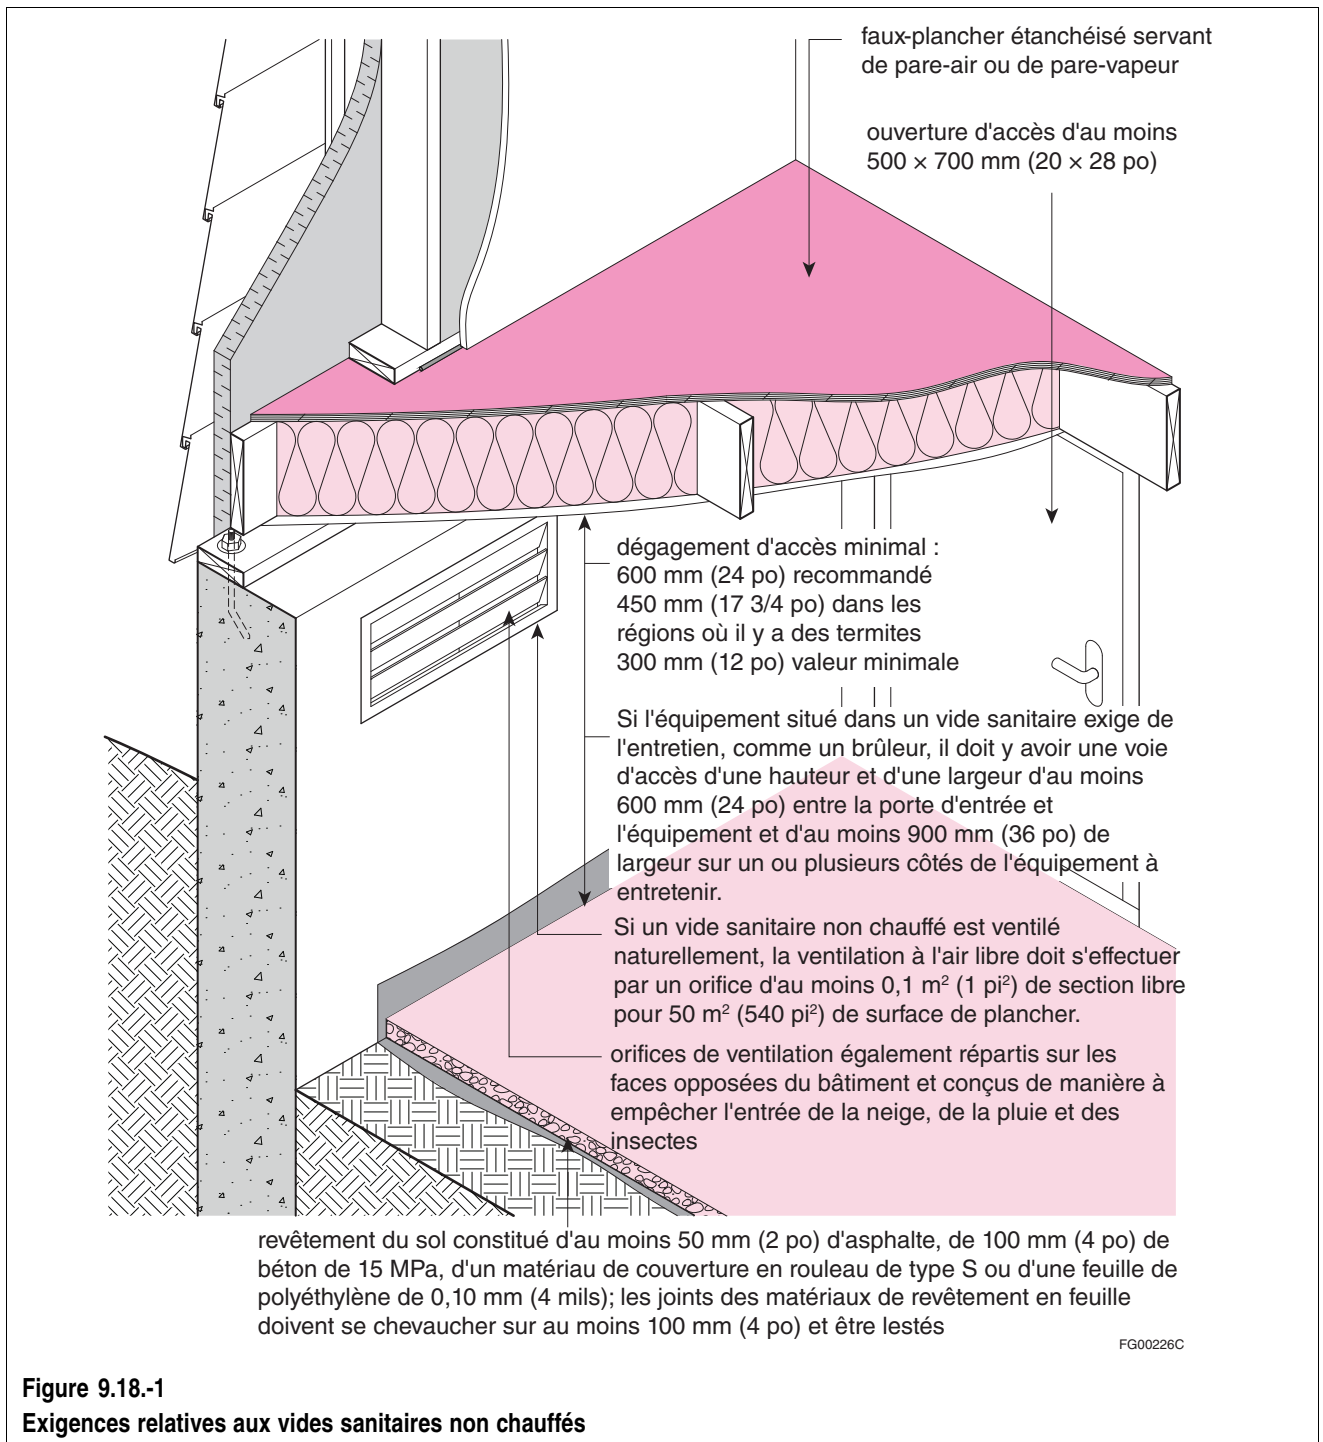 faux-plancher étanchéisé servant
de pare-air ou de pare-vapeur
ouverture d'accès d'au moins
500 × 700 mm (20 × 28 po)
dégagement d'accès minimal :
600 mm (24 po) recommandé
450 mm (17 3/4 po) dans les
régions où il y a des termites
300 mm (12 po) valeur minimale
Si l'équipement situé dans un vide sanitaire exige de
l'entretien, comme un brûleur, il doit y avoir une voie
d'accès d'une hauteur et d'une largeur d'au moins
600 mm (24 po) entre la porte d'entrée et
l'équipement et d'au moins 900 mm (36 po) de
largeur sur un ou plusieurs côtés de l'équipement à
entretenir.
Si un vide sanitaire non chauffé est ventilé
naturellement, la ventilation à l'air libre doit s'effectuer
par un orifice d'au moins 0,1 m² (1 pi²) de section libre
pour 50 m² (540 pi²) de surface de plancher.
orifices de ventilation également répartis sur les
faces opposées du bâtiment et conçus de manière à
empêcher l'entrée de la neige, de la pluie et des
insectes
revêtement du sol constitué d'au moins 50 mm (2 po) d'asphalte, de 100 mm (4 po) de
béton de 15 MPa, d'un matériau de couverture en rouleau de type S ou d'une feuille de
polyéthylène de 0,10 mm (4 mils); les joints des matériaux de revêtement en feuille
doivent se chevaucher sur au moins 100 mm (4 po) et être lestés
FG00226C
Figure 9.18.-1
Exigences relatives aux vides sanitaires non chauffés